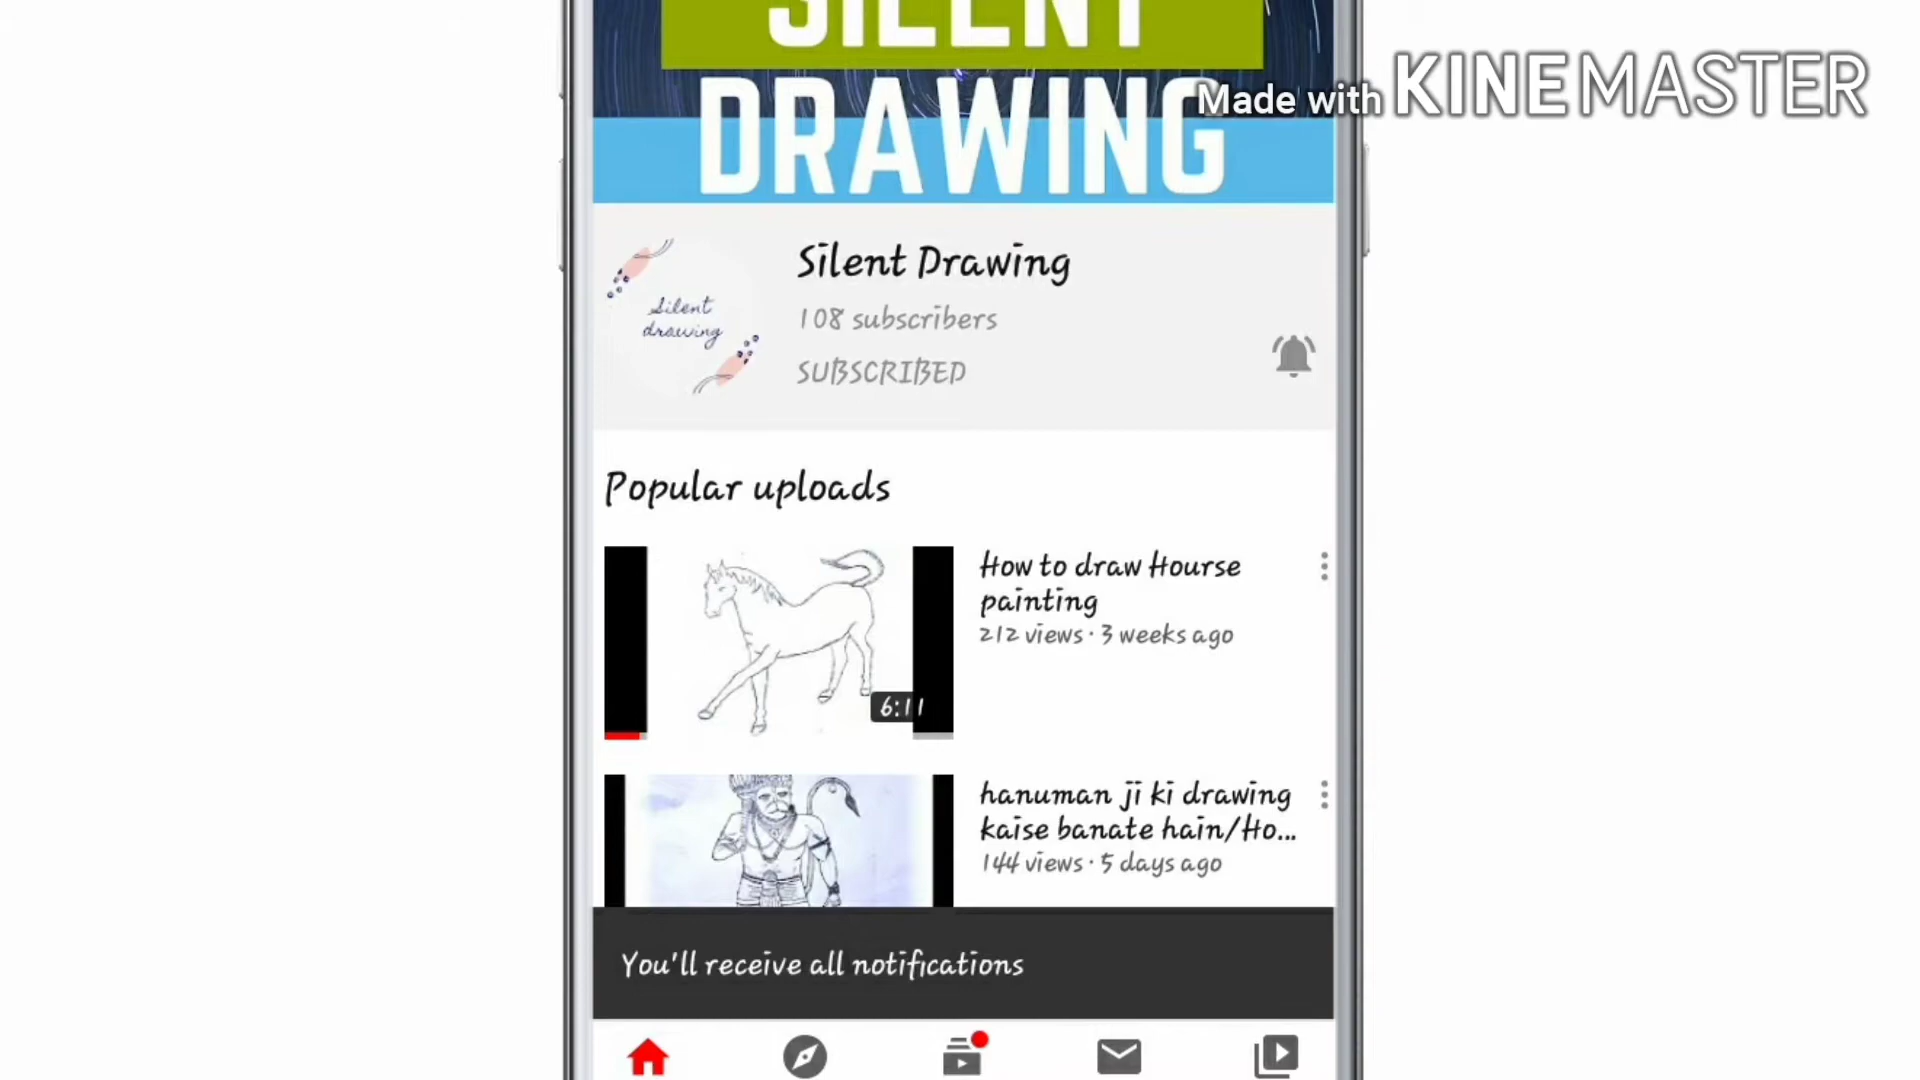 SILENT
DRAWING
Made with KINEMASTER
Silent Drawing
108 subscribers
SUBSCRIBED
Silent
drawing
Popular uploads
How to draw Hourse
painting
212 views · 3 weeks ago
6:11
hanuman ji ki drawing
kaise banate hain/Ho...
144 views · 5 days ago
You'll receive all notifications